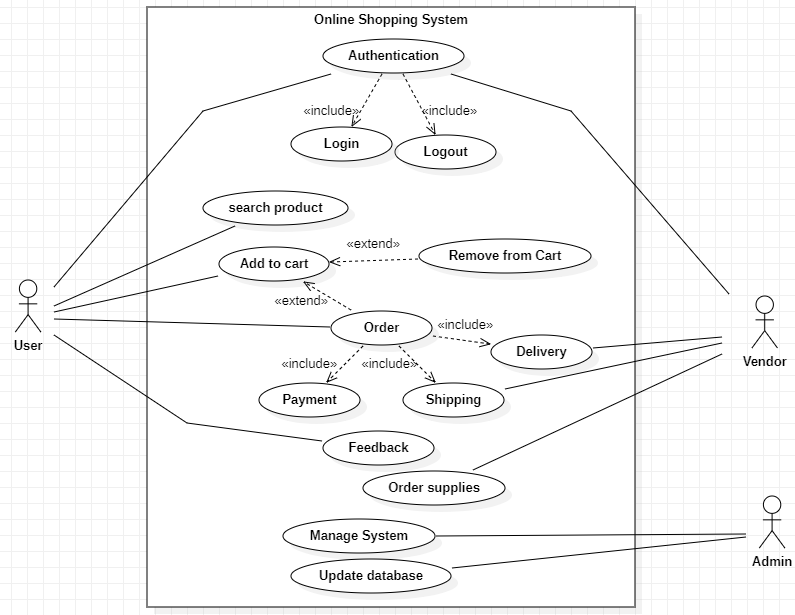 Online Shopping System
Authentication
«include»
«include»
Login
Logout
search product
«extend»
Add to cart
Remove from Cart
«extend»
User
Order
«include»
Delivery
Vendor
«include»
«include»
Payment
Shipping
Feedback
Order supplies
Manage System
Admin
Update database